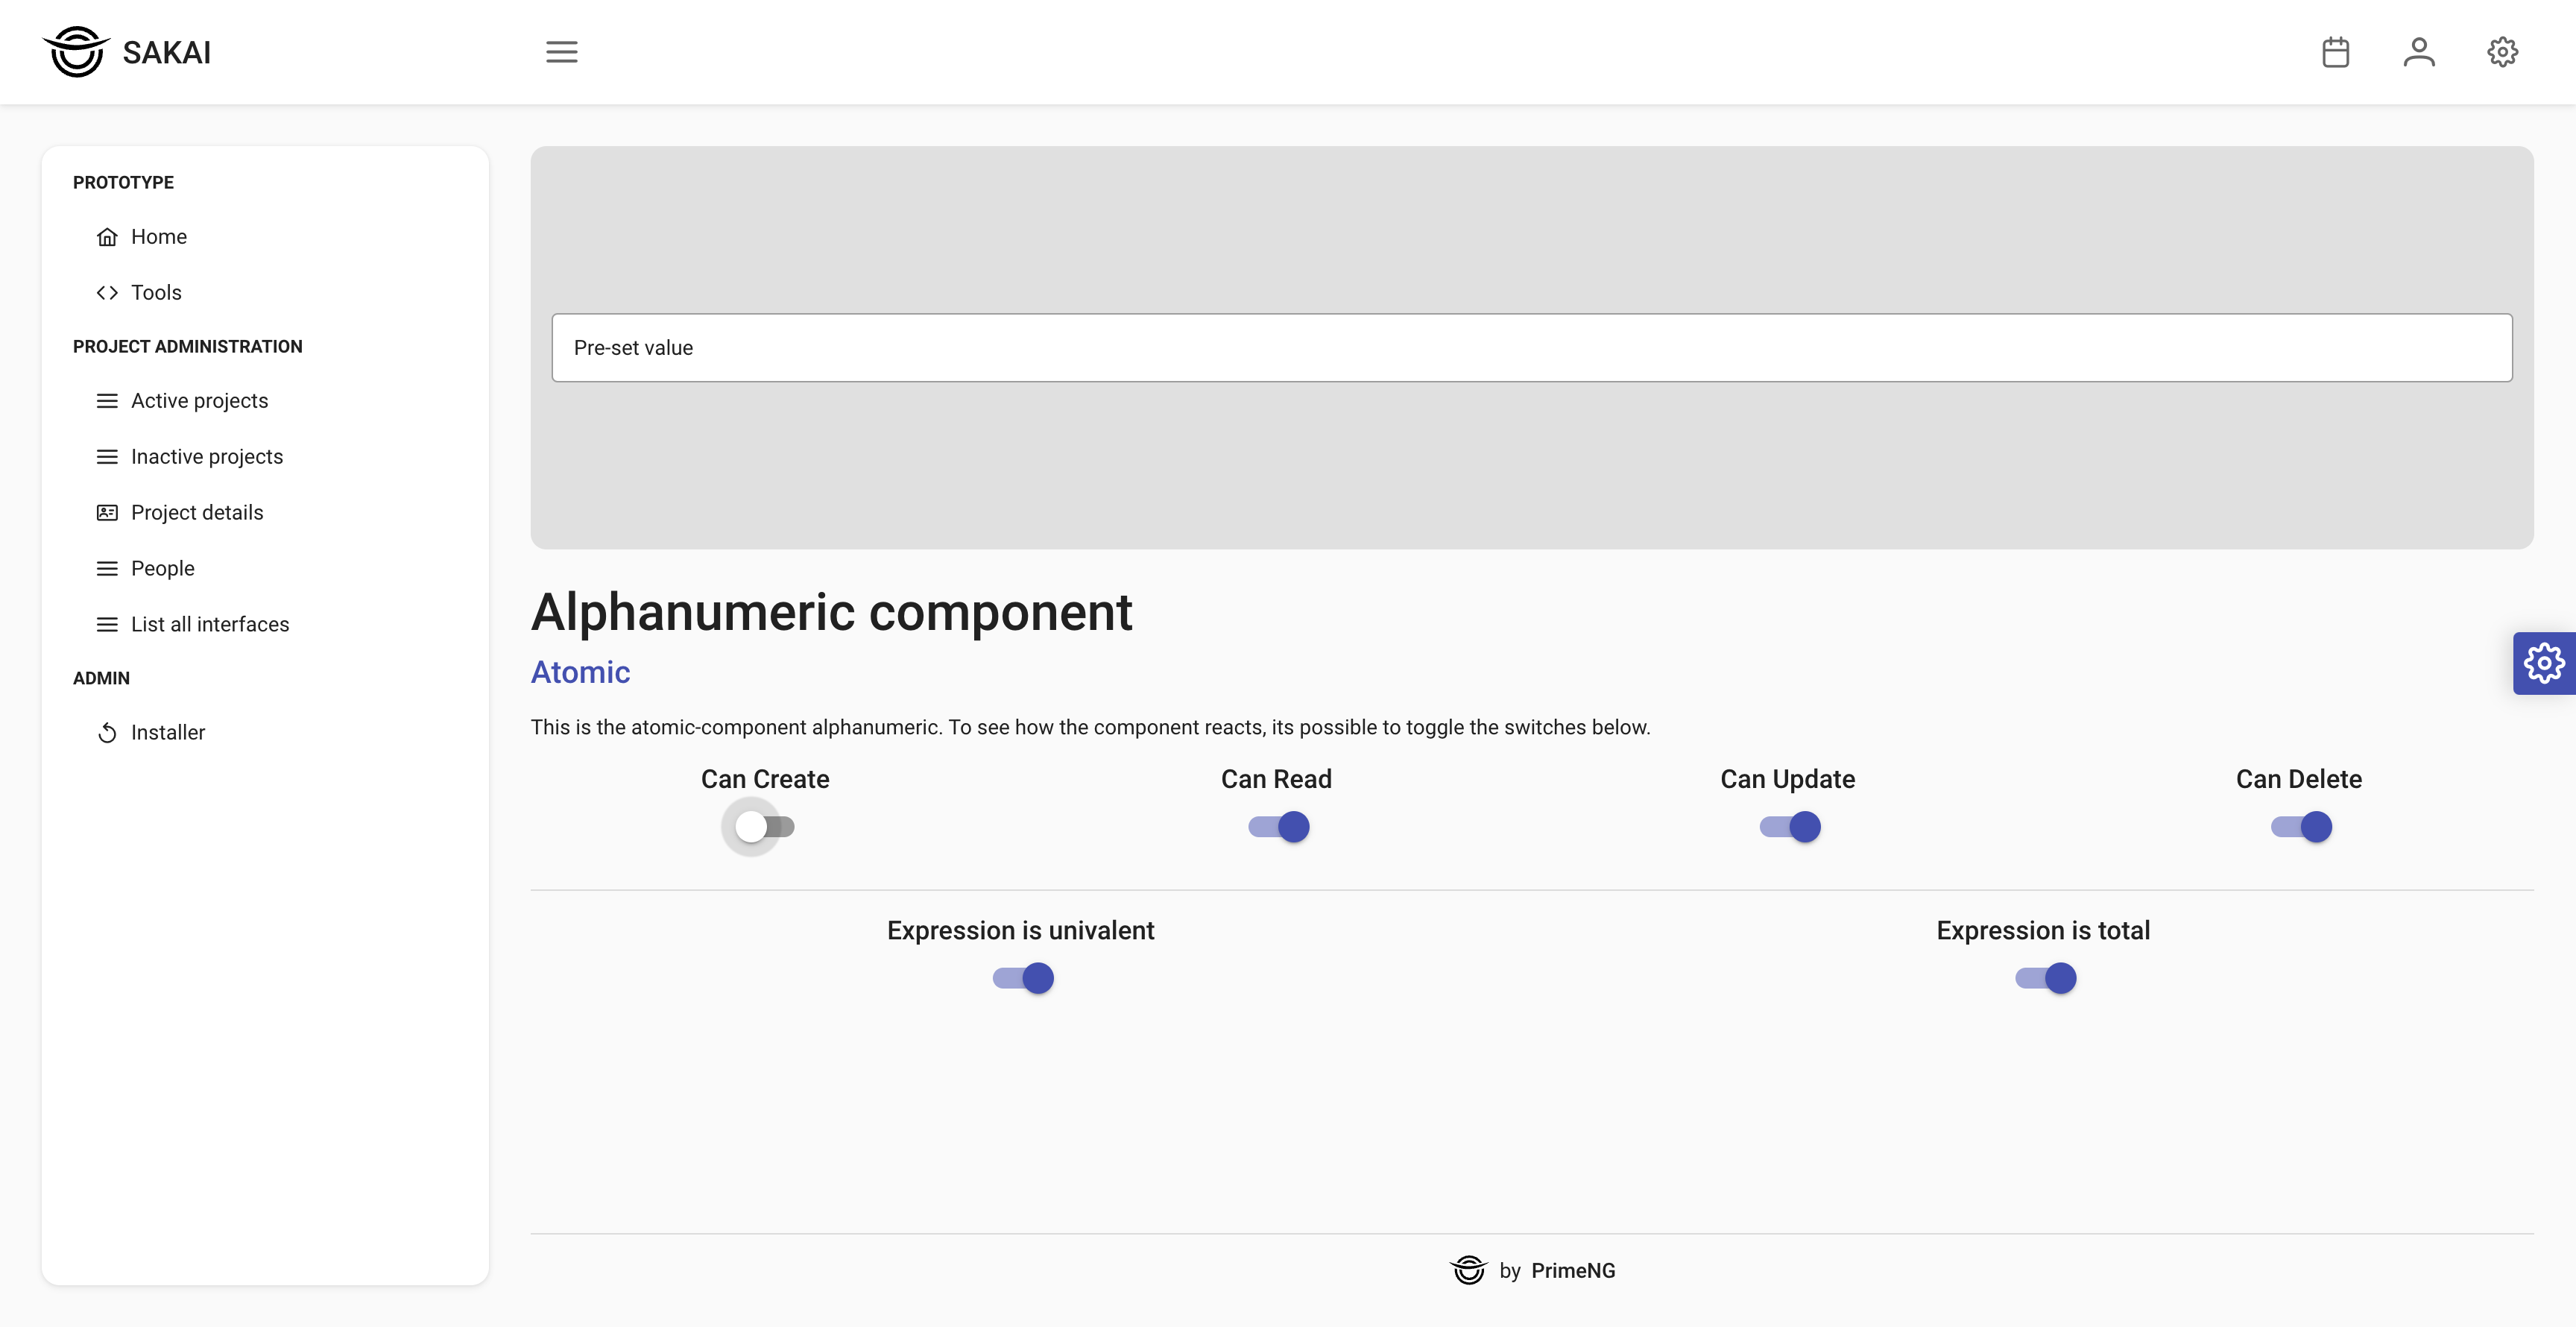 SAKAI
PROTOTYPE
Home
Tools
PROJECT ADMINISTRATION
Active projects
Inactive projects
Project details
People
List all interfaces
ADMIN
Installer
Pre-set value
Alphanumeric component
Atomic
This is the atomic-component alphanumeric. To see how the component reacts, its possible to toggle the switches below.
Can Create Can Read Can Update Can Delete
Expression is univalent Expression is total
by PrimeNG